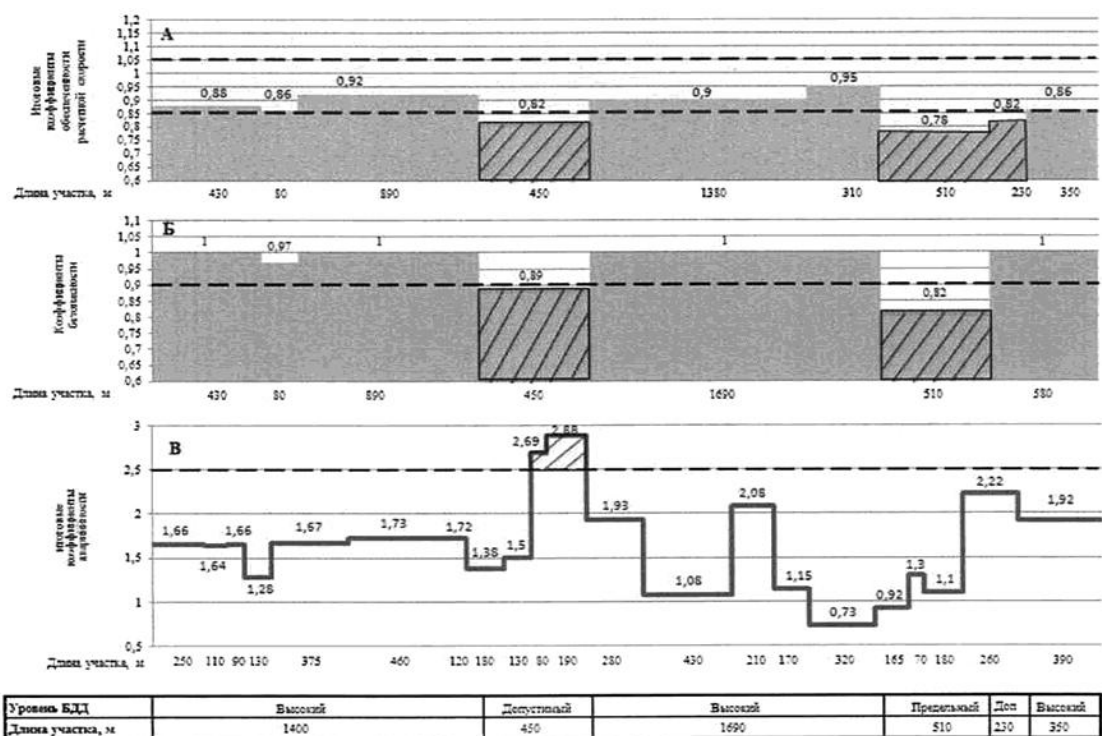 А
Итоговые коэффициенты обеспеченности расчетной скорости
1,2
1,15
1,1
1,05
1
0,95
0,9
0,85
0,8
0,75
0,7
0,65
0,6
0,88 0,86 0,92 0,82 0,9 0,95 0,78 0,82 0,86
Длина участка, м 430 80 890 450 1380 310 510 230 350
Б
Коэффициенты безопасности
1,1
1,05
1
0,95
0,9
0,85
0,8
0,75
0,7
0,65
0,6
1 0,97 1 0,89 1 0,82 1
Длина участка, м 430 80 890 450 1690 510 580
В
итоговые коэффициенты аварийности
3
2,5
2
1,5
1
0,5
1,66 1,64 1,66 1,28 1,67 1,73 1,72 1,38 1,5 2,69 2,88 1,93 1,08 2,08 1,15 0,73 0,92 1,3 1,1 2,22 1,92
Длина участка, м 250 110 90 130 375 460 120 180 130 80 190 280 430 210 170 320 165 70 180 260 390
Уровень БДД Высокий Допустимый Высокий Предельный Доп Высокий
Длина участка, м 1400 450 1690 510 230 350